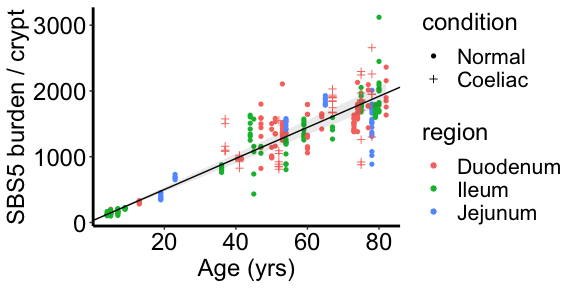 SBS5 burden / crypt
3000
2000
1000
0
20
40
60
80
Age (yrs)
condition
Normal
Coeliac
region
Duodenum
Ileum
Jejunum